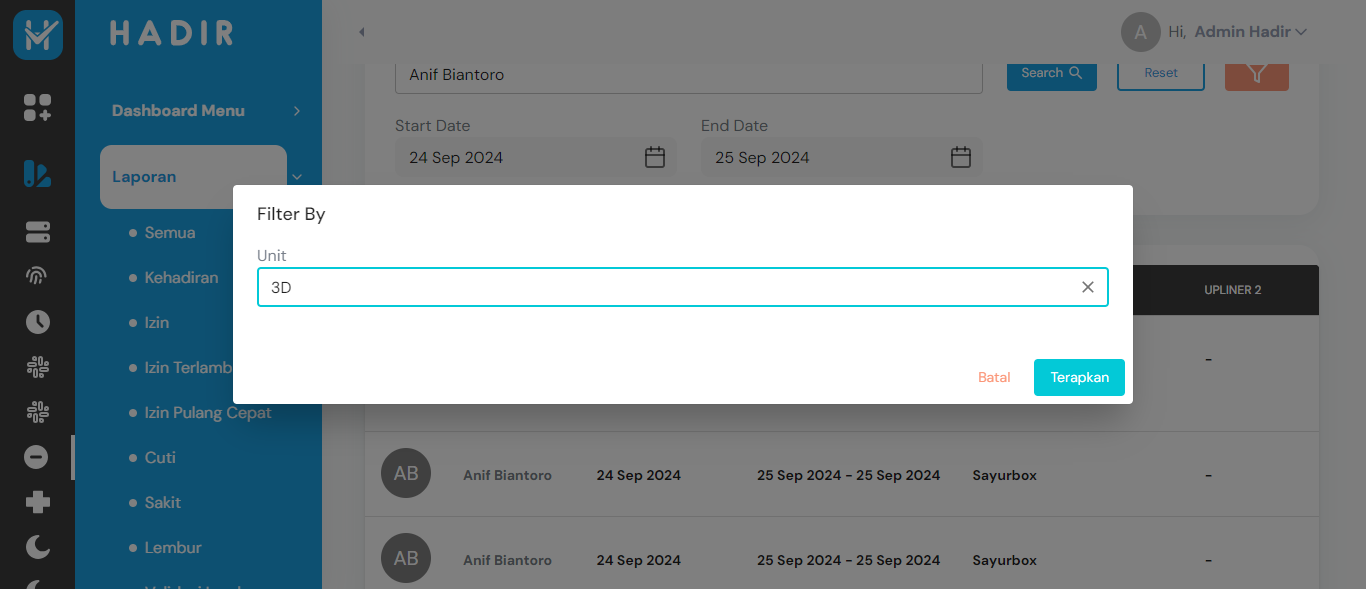 HADIR
A Hi, Admin Hadir
Anif Biantoro
Search
Reset
Dashboard Menu
Start Date
End Date
24 Sep 2024
25 Sep 2024
Laporan
Filter By
Semua
Unit
Kehadiran
3D
UPLINER 2
Izin
-
Izin Terlamb
Batal
Terapkan
Izin Pulang Cepat
Cuti
AB Anif Biantoro 24 Sep 2024 25 Sep 2024 - 25 Sep 2024 Sayurbox -
Sakit
Lembur
AB Anif Biantoro 24 Sep 2024 25 Sep 2024 - 25 Sep 2024 Sayurbox -